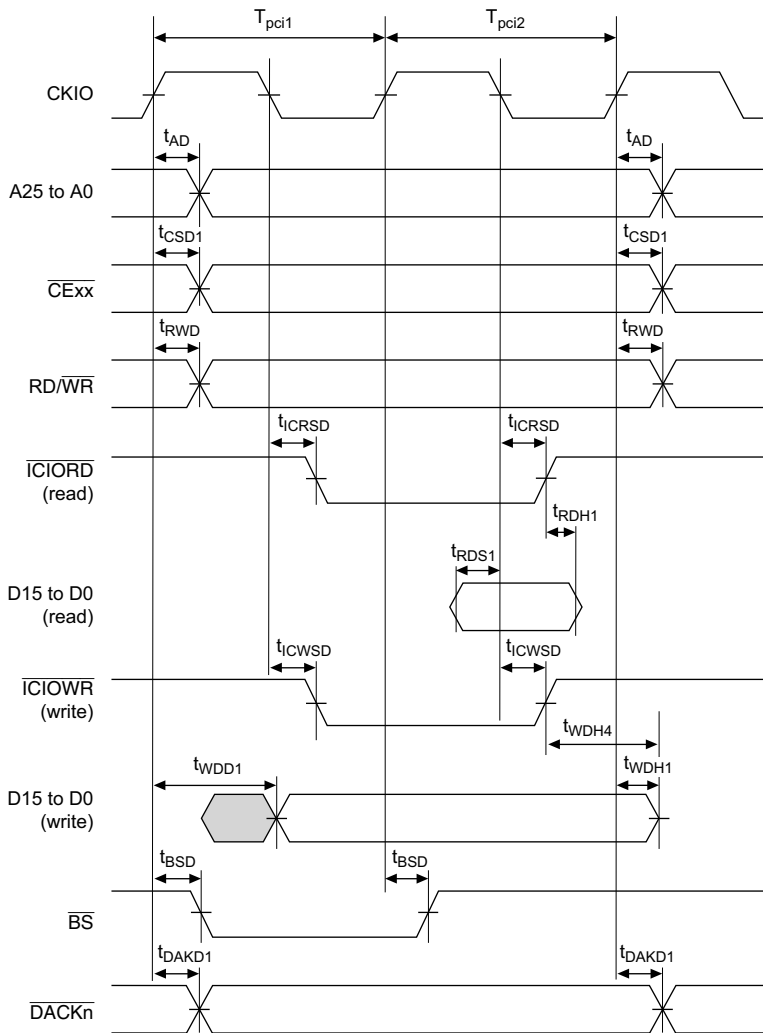 Tpci1 Tpci2
CKIO
tAD tAD
A25 to A0
tCSD1 tCSD1
CExx
tRWD tRWD
RD/WR
tICRSD tICRSD
ICIORD
(read)
tRDH1
tRDS1
D15 to D0
(read)
tICWSD tICWSD
ICIOWR
(write)
tWDH4
tWDD1 tWDH1
D15 to D0
(write)
tBSD tBSD
BS
tDAKD1 tDAKD1
DACKn